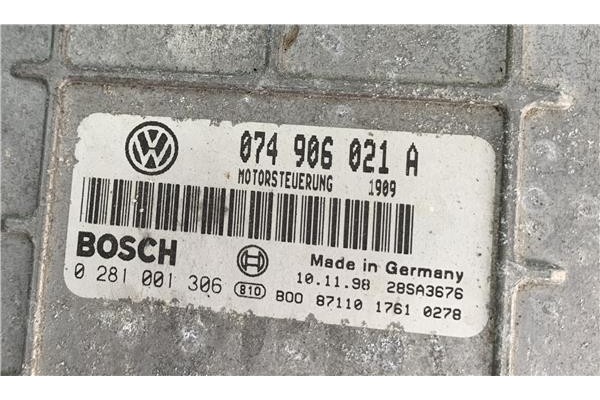 074 906 021 A
MOTORSTEUERUNG 1909
BOSCH
Made in Germany
0 281 001 306
10.11.98 28SA3676
810 B00 87110 1761 0278